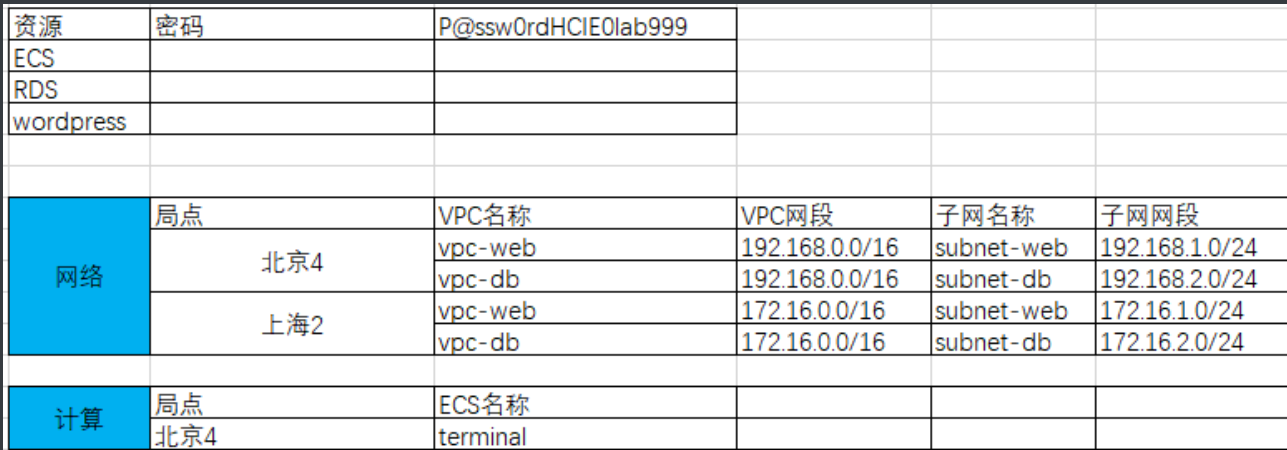 资源 密码 P@ssw0rdHCIE0lab999
ECS
RDS
wordpress
局点 VPC名称 VPC网段 子网名称 子网网段
网络
北京4
vpc-web 192.168.0.0/16 subnet-web 192.168.1.0/24
vpc-db 192.168.0.0/16 subnet-db 192.168.2.0/24
上海2
vpc-web 172.16.0.0/16 subnet-web 172.16.1.0/24
vpc-db 172.16.0.0/16 subnet-db 172.16.2.0/24
计算
局点 ECS名称
北京4 terminal